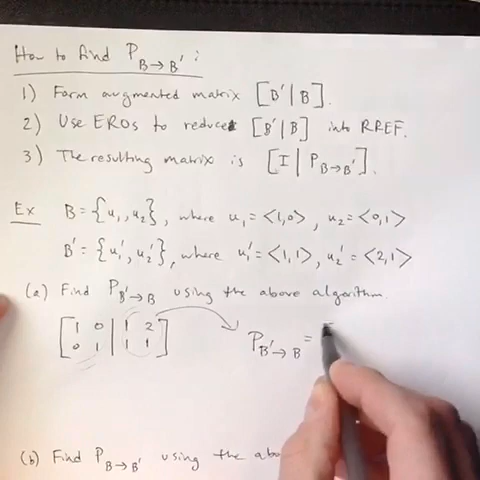 How to find P_{B→B'} :
1) Form augmented matrix [B' | B].
2) Use EROs to reduce [B' | B] into RREF.
3) The resulting matrix is [I | P_{B→B'}].
Ex B = {u₁, u₂}, where u₁ = <1,0>, u₂ = <0,1>
B' = {u₁', u₂'}, where u₁' = <1,1>, u₂' = <2,1>
(a) Find P_{B'→B} using the above algorithm.
[1 0 | 1 2
0 1 | 1 1]
P_{B'→B} =
(b) Find P_{B→B'} using the